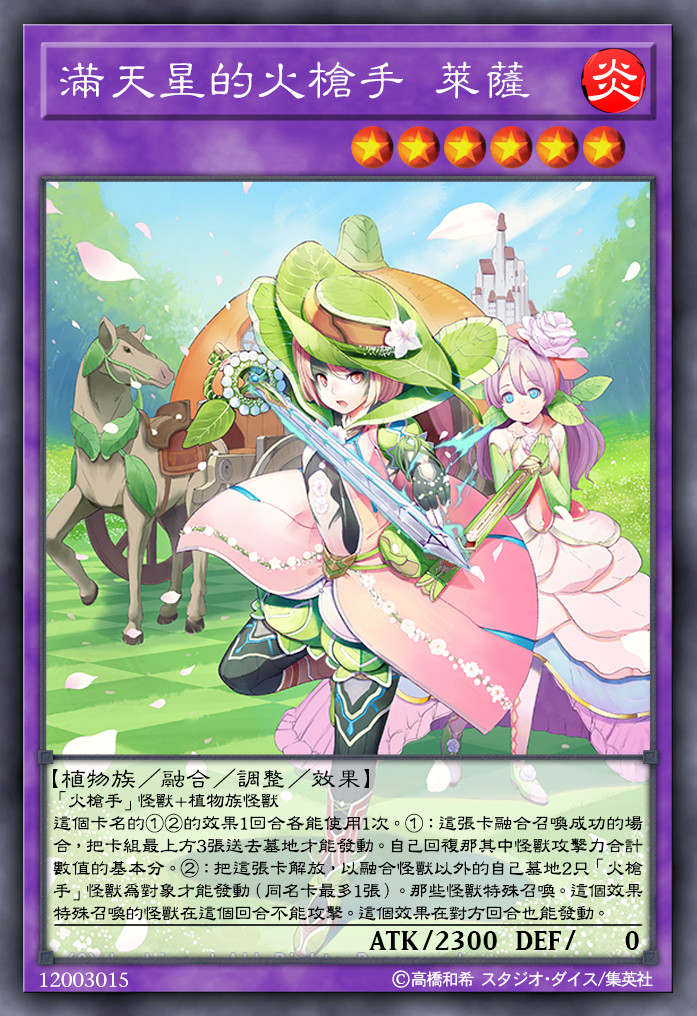 滿天星的火槍手 萊薩
炎
【植物族／融合／調整／效果】
「火槍手」怪獸+植物族怪獸
這個卡名的①②的效果1回合各能使用1次。①：這張卡融合召喚成功的場
合，把卡組最上方3張送去墓地才能發動。自己回復那其中怪獸攻擊力合計
數值的基本分。②：把這張卡解放，以融合怪獸以外的自己墓地2只「火槍
手」怪獸為對象才能發動（同名卡最多1張）。那些怪獸特殊召喚。這個效果
特殊召喚的怪獸在這個回合不能攻擊。這個效果在對方回合也能發動。
ATK/2300 DEF/ 0
12003015 ©高橋和希 スタジオ・ダイス/集英社